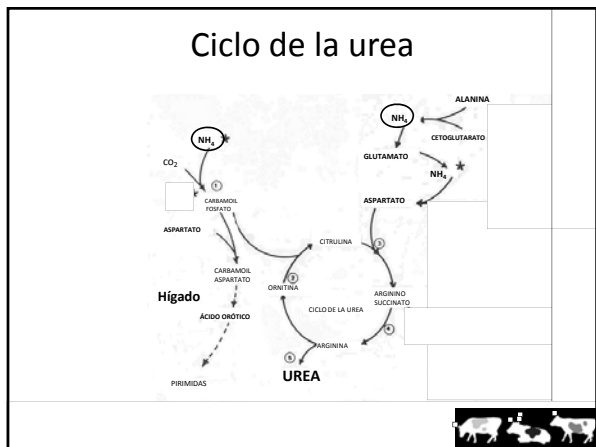 Ciclo de la urea
ALANINA
NH₄
CETOGLUTARATO
GLUTAMATO
NH₄ *
NH₄ *
CO₂
①
CARBAMOIL
FOSFATO
ASPARTATO
ASPARTATO
CITRULINA
③
CARBAMOIL
ASPARTATO
②
ORNITINA
ARGININO
SUCCINATO
Hígado
CICLO DE LA UREA
ÁCIDO ORÓTICO
④
ARGININA
⑤
UREA
PIRIMIDAS